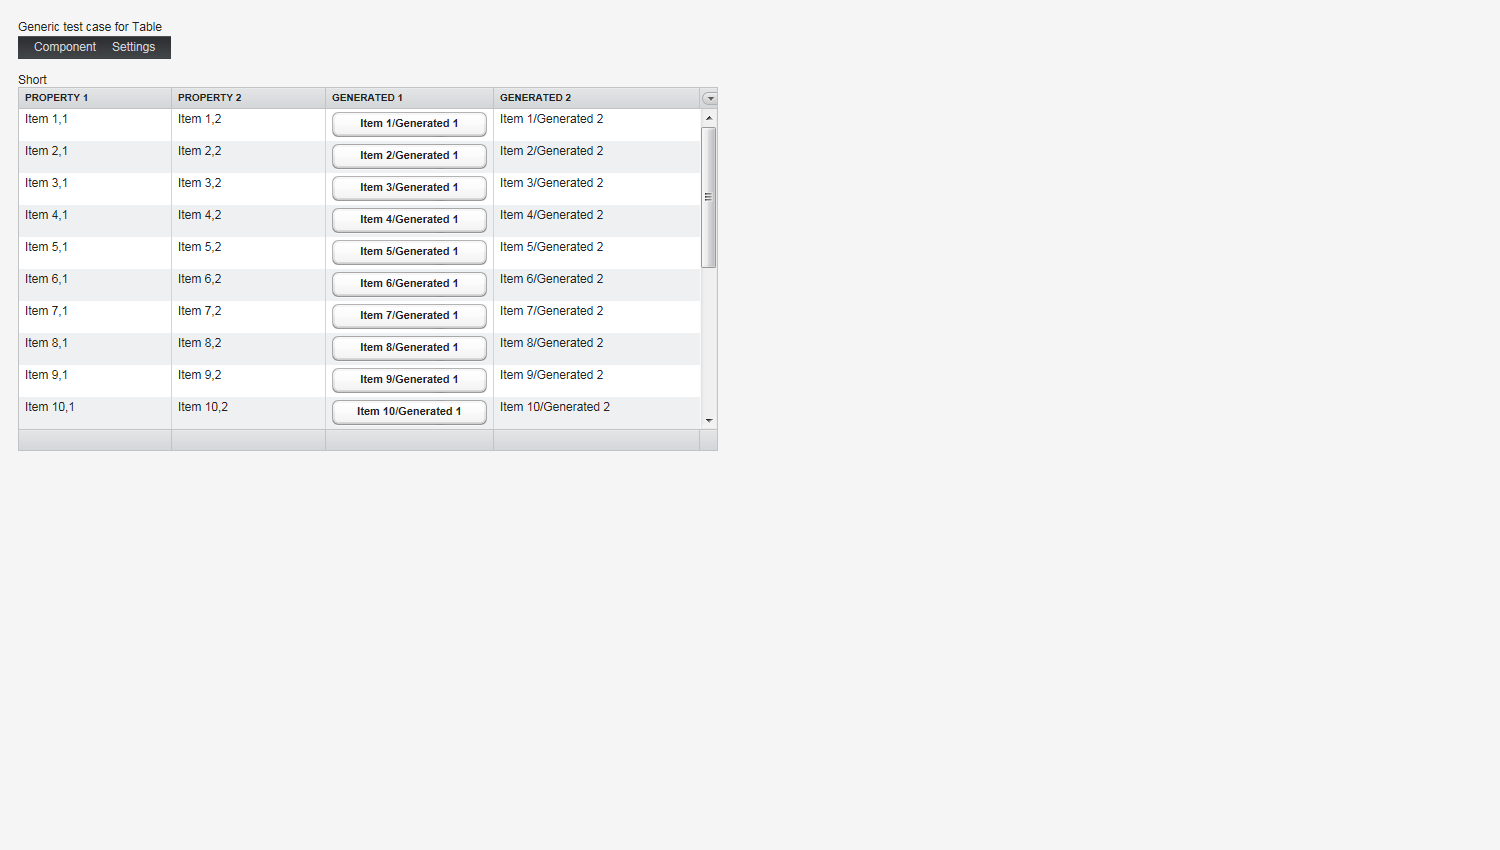 Generic test case for Table
Component Settings
Short
PROPERTY 1 PROPERTY 2 GENERATED 1 GENERATED 2
Item 1,1 Item 1,2 Item 1/Generated 1 Item 1/Generated 2
Item 2,1 Item 2,2 Item 2/Generated 1 Item 2/Generated 2
Item 3,1 Item 3,2 Item 3/Generated 1 Item 3/Generated 2
Item 4,1 Item 4,2 Item 4/Generated 1 Item 4/Generated 2
Item 5,1 Item 5,2 Item 5/Generated 1 Item 5/Generated 2
Item 6,1 Item 6,2 Item 6/Generated 1 Item 6/Generated 2
Item 7,1 Item 7,2 Item 7/Generated 1 Item 7/Generated 2
Item 8,1 Item 8,2 Item 8/Generated 1 Item 8/Generated 2
Item 9,1 Item 9,2 Item 9/Generated 1 Item 9/Generated 2
Item 10,1 Item 10,2 Item 10/Generated 1 Item 10/Generated 2